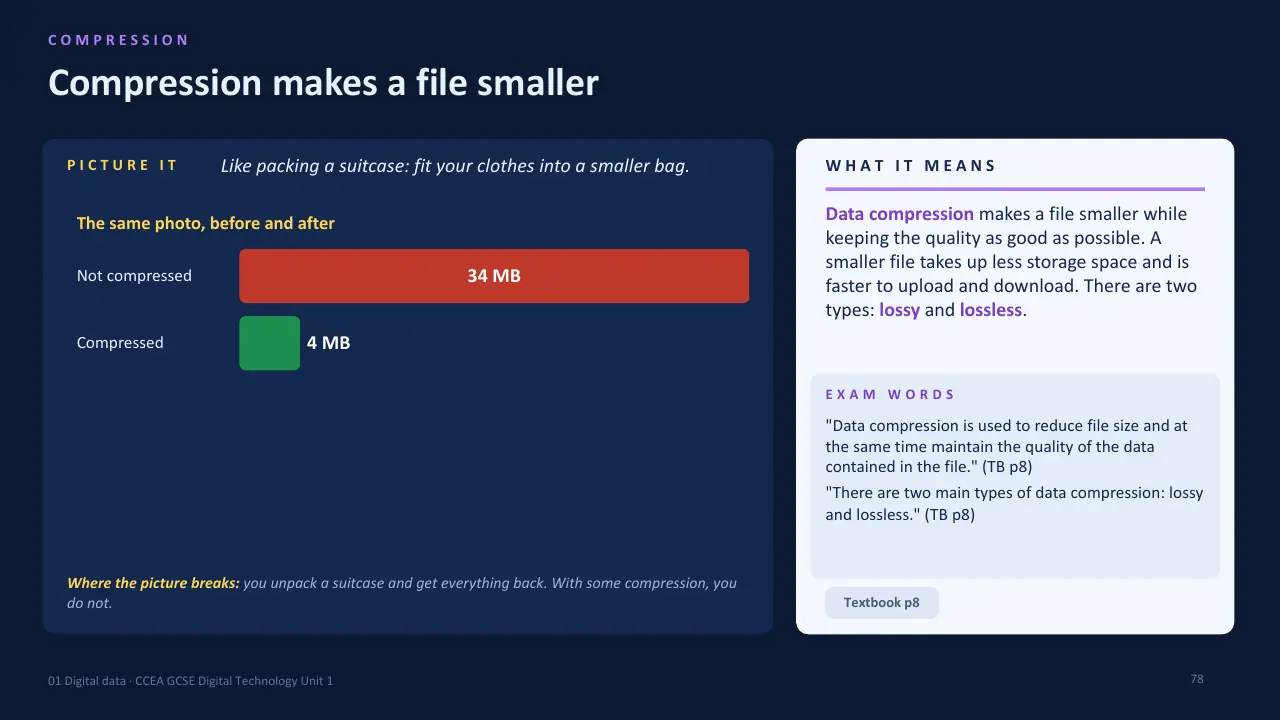 COMPRESSION
Compression makes a file smaller
PICTURE IT
Like packing a suitcase: fit your clothes into a smaller bag.
The same photo, before and after
Not compressed
34 MB
Compressed
4 MB
Where the picture breaks: you unpack a suitcase and get everything back. With some compression, you
do not.
WHAT IT MEANS
Data compression makes a file smaller while
keeping the quality as good as possible. A
smaller file takes up less storage space and is
faster to upload and download. There are two
types: lossy and lossless.
EXAM WORDS
"Data compression is used to reduce file size and at
the same time maintain the quality of the data
contained in the file." (TB p8)
"There are two main types of data compression: lossy
and lossless." (TB p8)
Textbook p8
01 Digital data · CCEA GCSE Digital Technology Unit 1
78